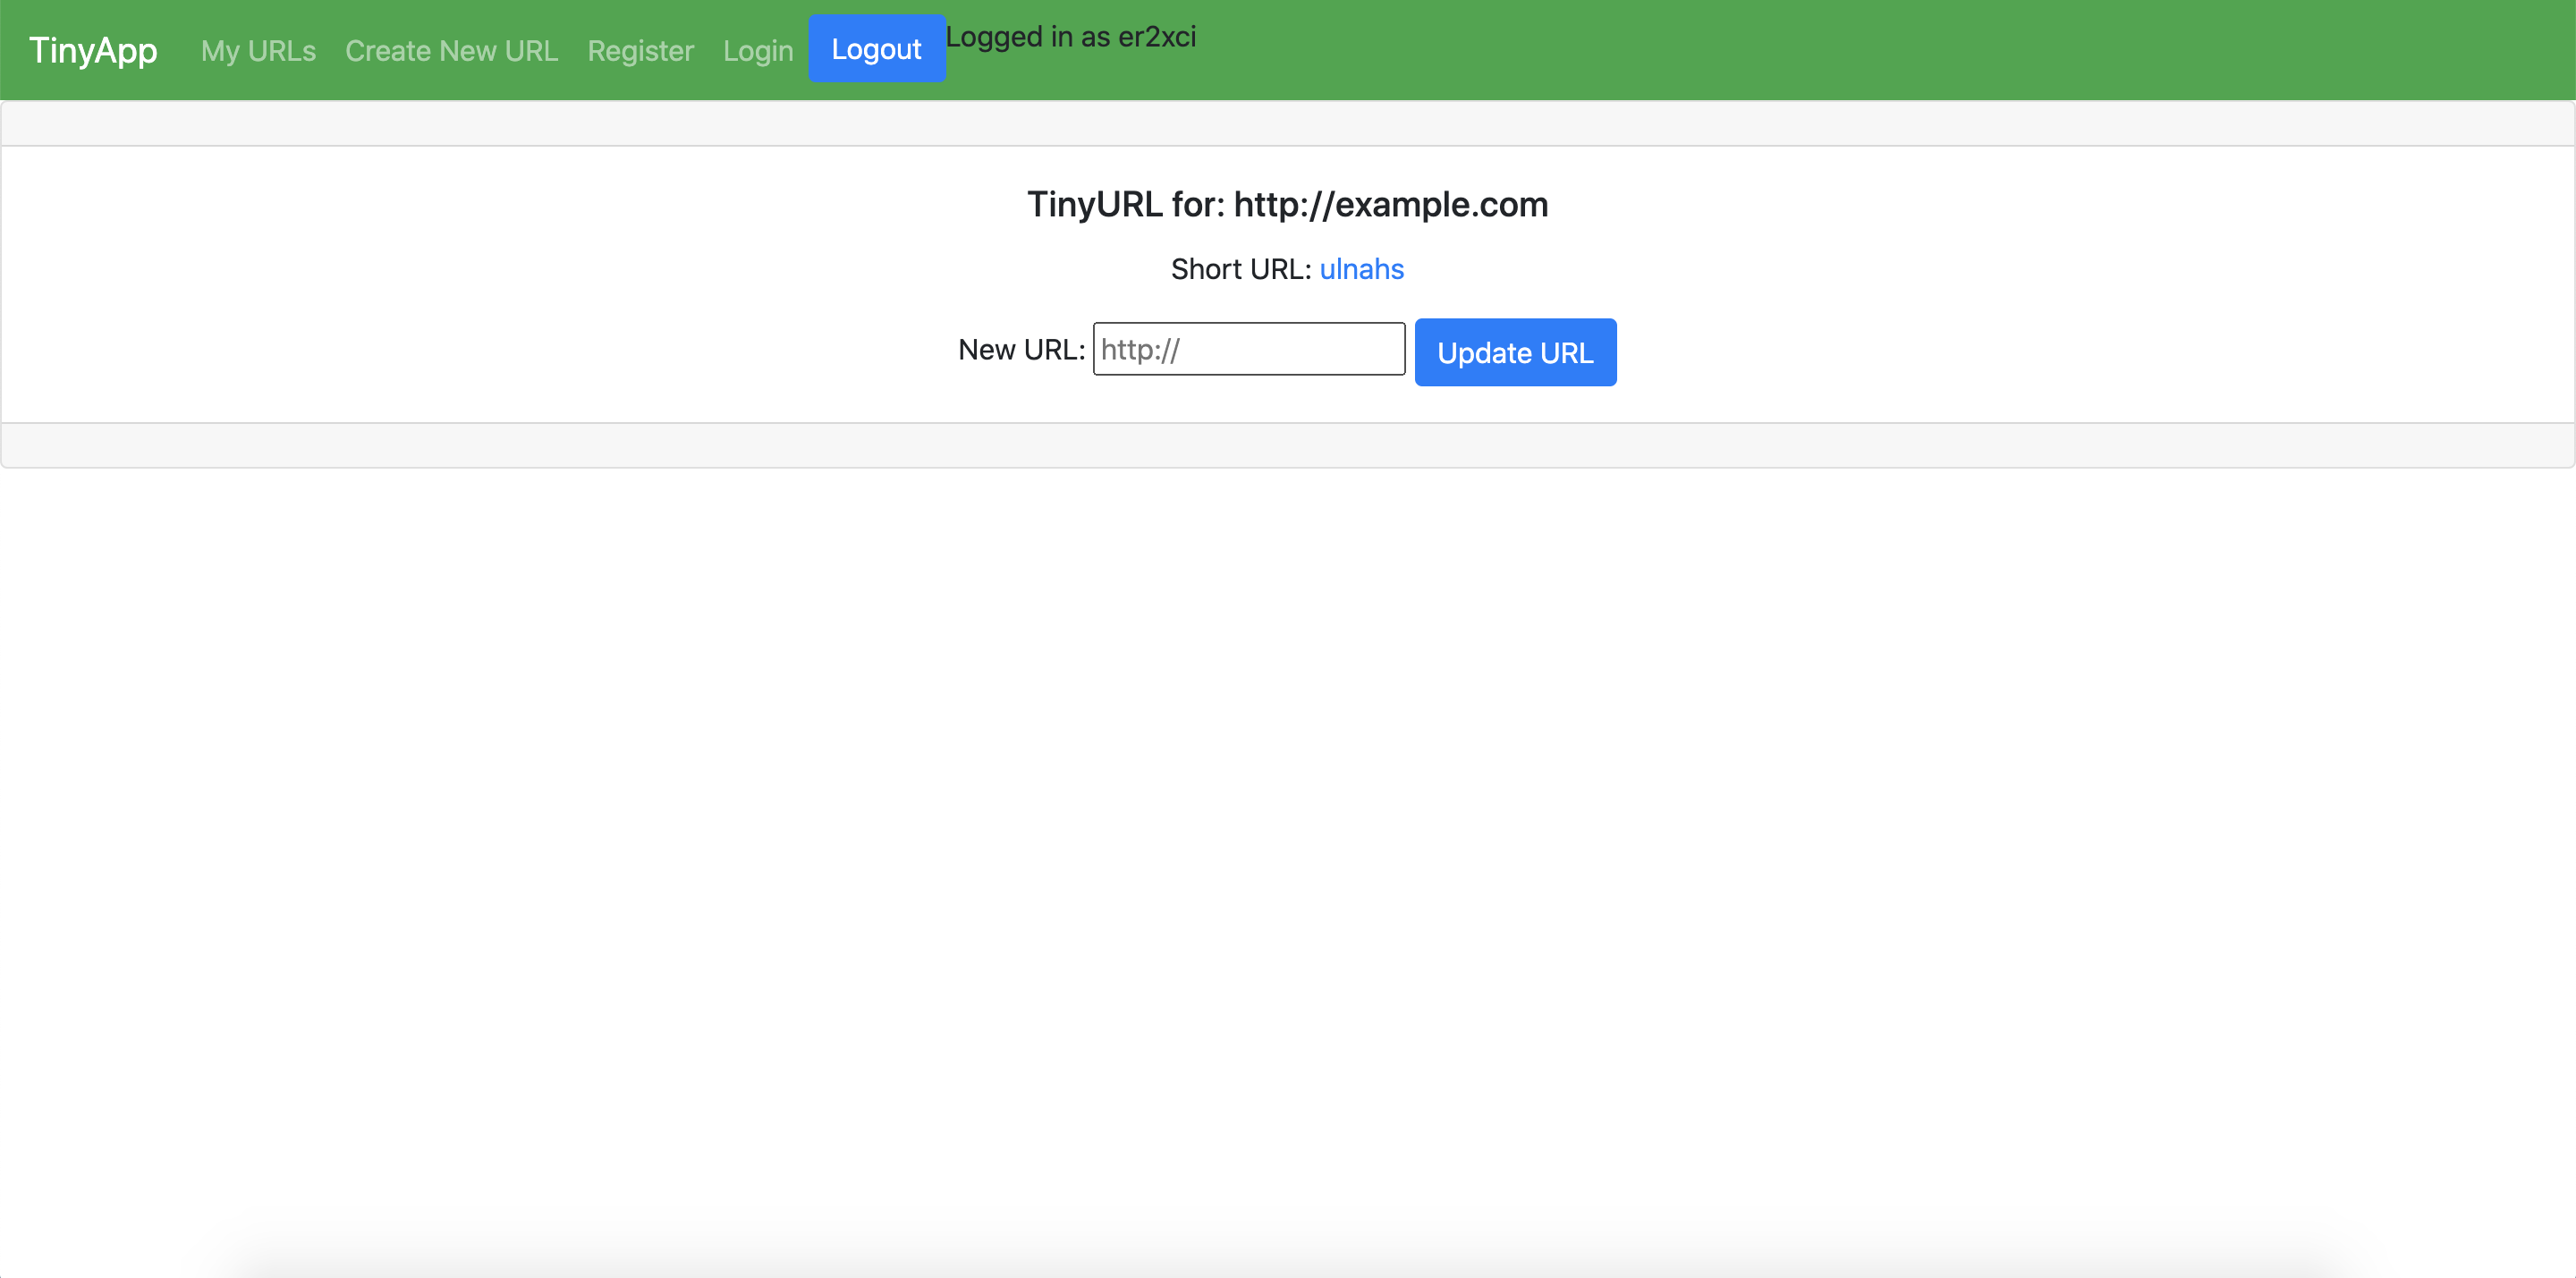 TinyApp My URLs Create New URL Register Login Logout Logged in as er2xci
TinyURL for: http://example.com
Short URL: ulnahs
New URL: http:// Update URL